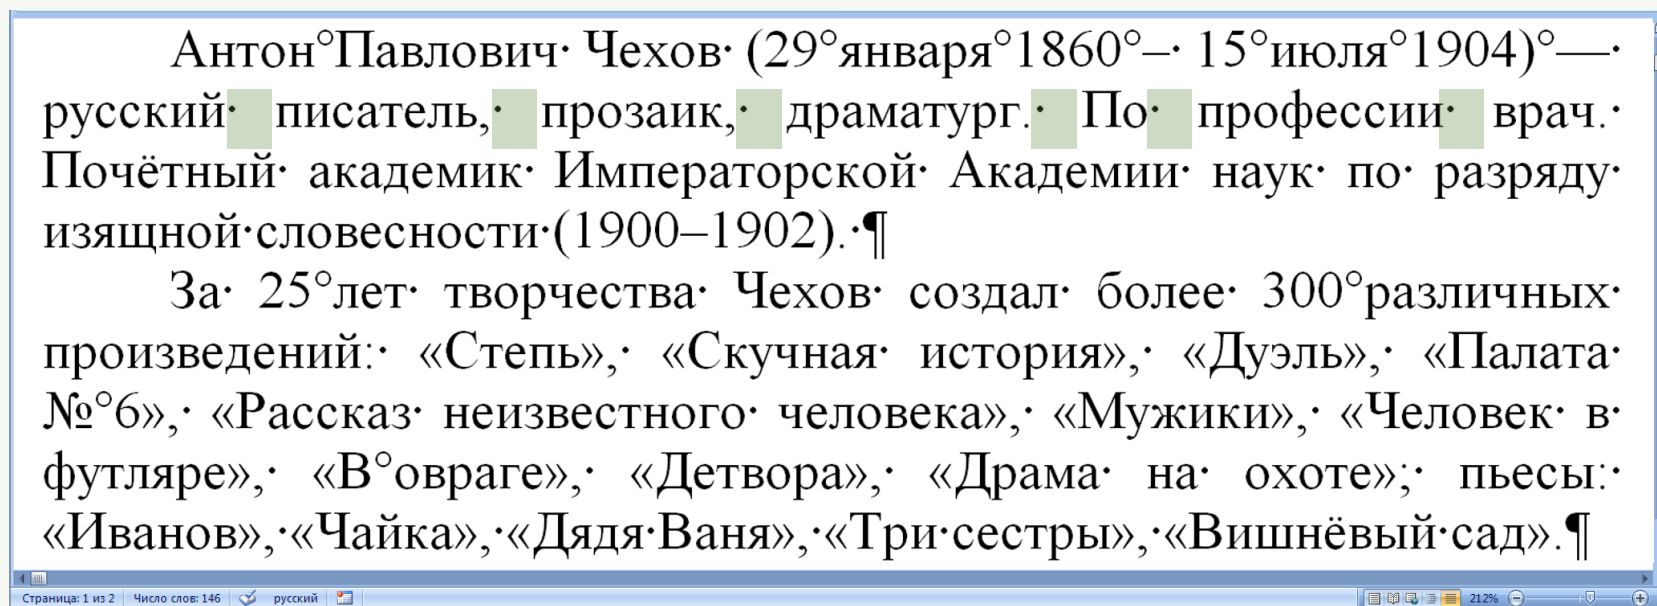 Антон°Павлович· Чехов· (29°января°1860°–· 15°июля°1904)°—·
русский· писатель,· прозаик,· драматург.· По· профессии· врач.·
Почётный· академик· Императорской· Академии· наук· по· разряду·
изящной·словесности·(1900–1902).·¶
За· 25°лет· творчества· Чехов· создал· более· 300°различных·
произведений:· «Степь»,· «Скучная· история»,· «Дуэль»,· «Палата·
№°6»,· «Рассказ· неизвестного· человека»,· «Мужики»,· «Человек· в·
футляре»,· «В°овраге»,· «Детвора»,· «Драма· на· охоте»;· пьесы:·
«Иванов»,·«Чайка»,·«Дядя·Ваня»,·«Три·сестры»,·«Вишнёвый·сад».¶
Страница: 1 из 2 Число слов: 146 русский 212%